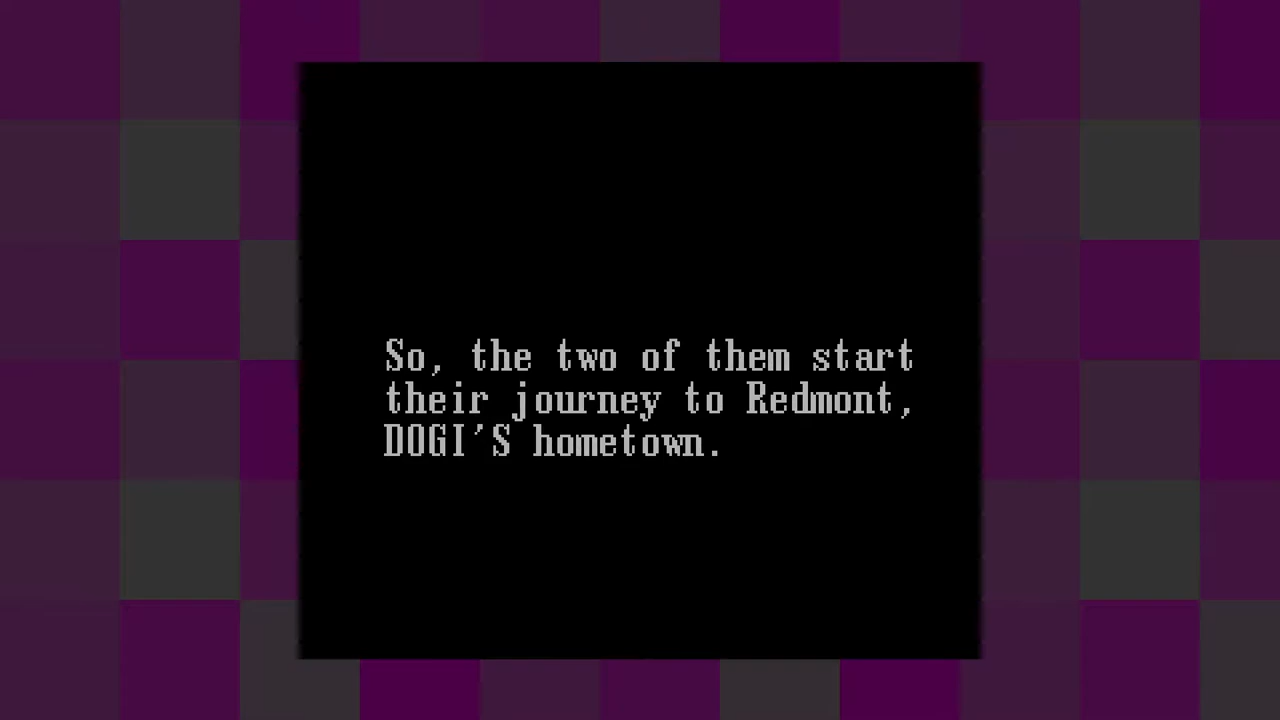 So, the two of them start
their journey to Redmont,
DOGI'S hometown.